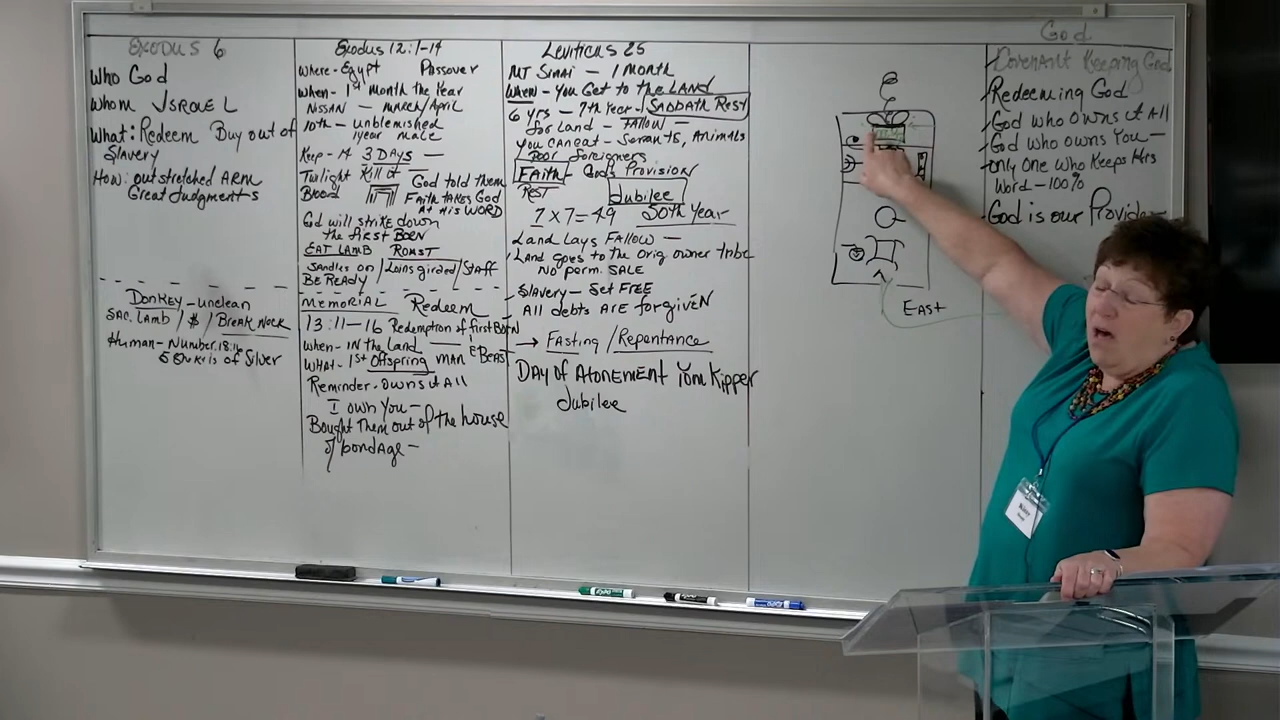 Exodus 6
Who God
Whom ISRAEL
What: Redeem Buy out of
Slavery
How: outstretched ARM
Great Judgments
Donkey - unclean
Sac. Lamb / $ / Break Neck
Human - Number 18:
5 Shekels of Silver
Exodus 12:1-14
Where - Egypt Passover
When - 1st Month the Year
NISSAN - MARCH/April
10th - unblemished
1year male
Keep - 14 3 DAYS -
Twilight Kill it
Blood God told them
Faith takes God
At His WORD
God will strike down
the First BORN
EAT LAMB ROAST
Sandles on / Loins girded / Staff
BE READY
Memorial Redeem
13:11-16 Redemption of first BORN
When - IN the Land
WHAT - 1st Offspring MAN & BEAST
Reminder - owns it All
I own You -
Bought Them out of the house
of bondage -
Leviticus 25
MT Sinai - 1 Month
When - You Get to the LAND
6 yrs - 7th Year - SABBATH Rest
for Land - FALLOW -
you can eat - Servants, Animals
Poor Foreigners
FAITH - God's Provision
REST Jubilee
7 x 7 = 49 50th Year
Land Lays FALLOW -
Land goes to the orig owner tribe
No perm. SALE
Slavery - Set FREE
All debts ARE forgiveN
→ Fasting / Repentance
DAY of AtoNEMENT Yom Kipper
Jubilee
East
God
Covenant Keeping God
Redeeming God
God who owns it All
God who owns You -
only One who Keeps His
Word - 100%
God is our Provider